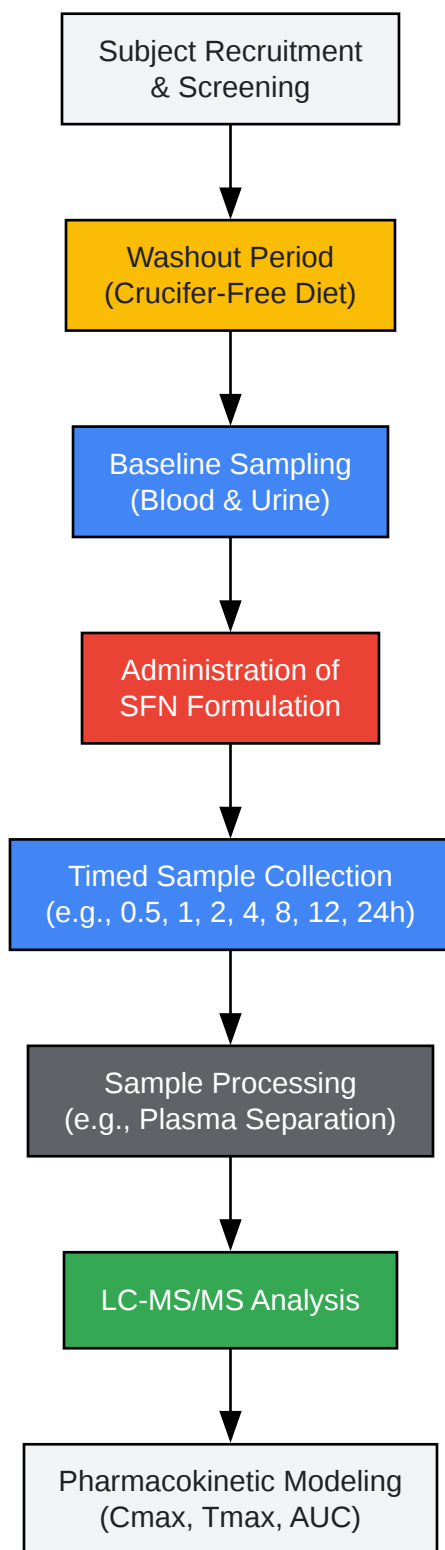 Subject Recruitment
& Screening
Washout Period
(Crucifer-Free Diet)
Baseline Sampling
(Blood & Urine)
Administration of
SFN Formulation
Timed Sample Collection
(e.g., 0.5, 1, 2, 4, 8, 12, 24h)
Sample Processing
(e.g., Plasma Separation)
LC-MS/MS Analysis
Pharmacokinetic Modeling
(Cmax, Tmax, AUC)